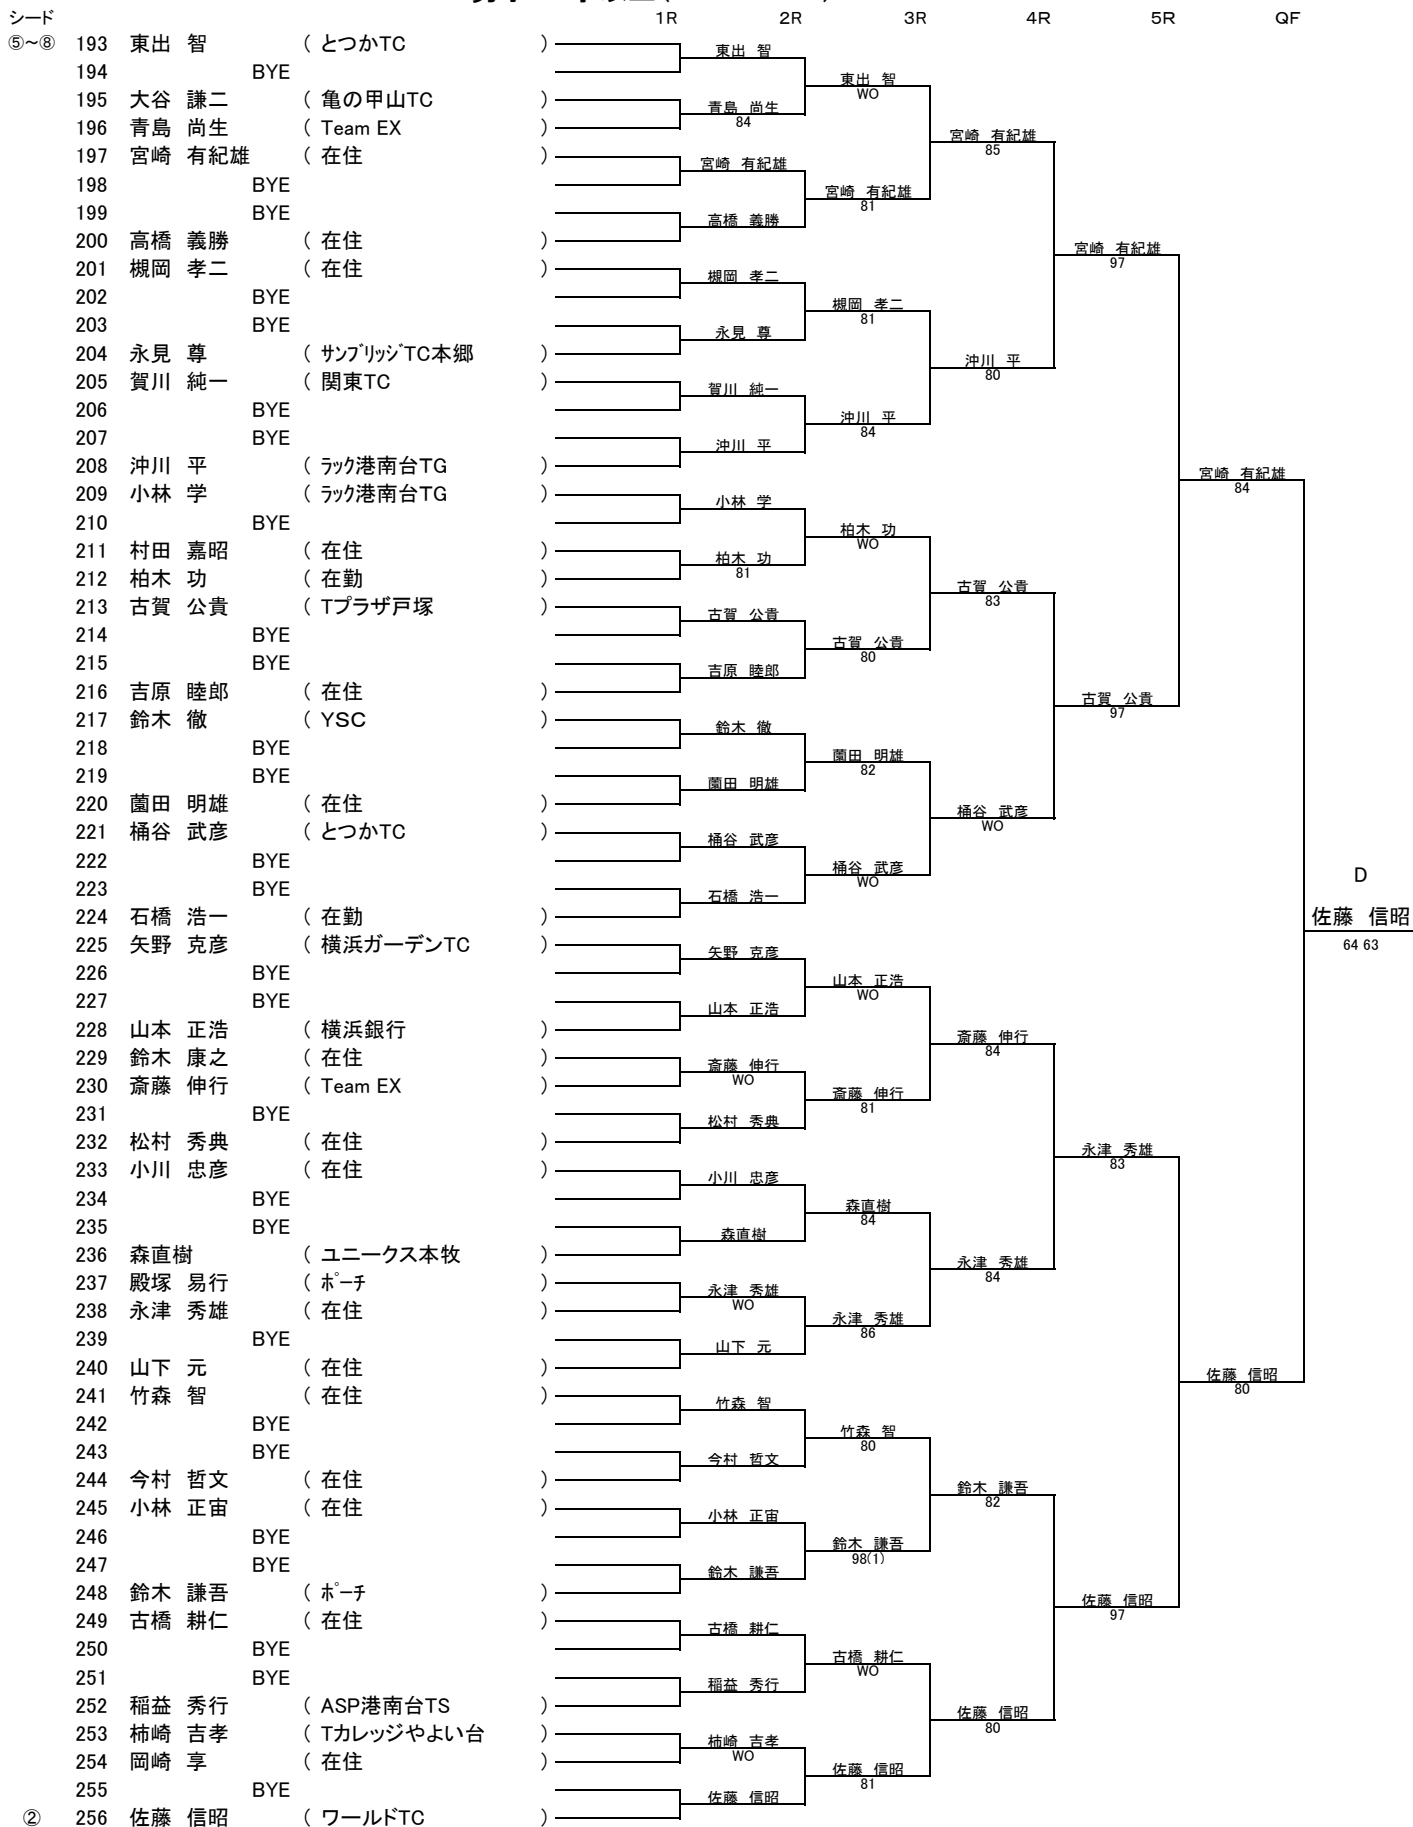 1R 2R 3R 4R 5R QF
シード
⑤~⑧ 193 東出 智 ( とつかTC )
194 BYE
195 大谷 謙二 ( 亀の甲山TC )
196 青島 尚生 ( Team EX )
197 宮崎 有紀雄 ( 在住 )
198 BYE
199 BYE
200 高橋 義勝 ( 在住 )
201 槻岡 孝二 ( 在住 )
202 BYE
203 BYE
204 永見 尊 ( サンブリッジTC本郷 )
205 賀川 純一 ( 関東TC )
206 BYE
207 BYE
208 沖川 平 ( ラック港南台TG )
209 小林 学 ( ラック港南台TG )
210 BYE
211 村田 嘉昭 ( 在住 )
212 柏木 功 ( 在勤 )
213 古賀 公貴 ( Tプラザ戸塚 )
214 BYE
215 BYE
216 吉原 睦郎 ( 在住 )
217 鈴木 徹 ( YSC )
218 BYE
219 BYE
220 薗田 明雄 ( 在住 )
221 桶谷 武彦 ( とつかTC )
222 BYE
223 BYE
224 石橋 浩一 ( 在勤 )
225 矢野 克彦 ( 横浜ガーデンTC )
226 BYE
227 BYE
228 山本 正浩 ( 横浜銀行 )
229 鈴木 康之 ( 在住 )
230 斎藤 伸行 ( Team EX )
231 BYE
232 松村 秀典 ( 在住 )
233 小川 忠彦 ( 在住 )
234 BYE
235 BYE
236 森直樹 ( ユニークス本牧 )
237 殿塚 易行 ( ポーチ )
238 永津 秀雄 ( 在住 )
239 BYE
240 山下 元 ( 在住 )
241 竹森 智 ( 在住 )
242 BYE
243 BYE
244 今村 哲文 ( 在住 )
245 小林 正宙 ( 在住 )
246 BYE
247 BYE
248 鈴木 謙吾 ( ポーチ )
249 古橋 耕仁 ( 在住 )
250 BYE
251 BYE
252 稲益 秀行 ( ASP港南台TS )
253 柿崎 吉孝 ( Tカレッジやよい台 )
254 岡崎 享 ( 在住 )
255 BYE
② 256 佐藤 信昭 ( ワールドTC )
東出 智
青島 尚生
84
宮崎 有紀雄
高橋 義勝
槻岡 孝二
永見 尊
賀川 純一
沖川 平
小林 学
柏木 功
81
古賀 公貴
吉原 睦郎
鈴木 徹
薗田 明雄
桶谷 武彦
石橋 浩一
矢野 克彦
山本 正浩
斎藤 伸行
WO
松村 秀典
小川 忠彦
森直樹
永津 秀雄
WO
山下 元
竹森 智
今村 哲文
小林 正宙
鈴木 謙吾
古橋 耕仁
稲益 秀行
柿崎 吉孝
WO
佐藤 信昭
東出 智
WO
宮崎 有紀雄
81
槻岡 孝二
81
沖川 平
84
柏木 功
WO
古賀 公貴
80
薗田 明雄
82
桶谷 武彦
WO
山本 正浩
WO
斎藤 伸行
81
森直樹
84
永津 秀雄
86
竹森 智
80
鈴木 謙吾
98(1)
古橋 耕仁
WO
佐藤 信昭
81
宮崎 有紀雄
85
沖川 平
80
古賀 公貴
83
桶谷 武彦
WO
斎藤 伸行
84
永津 秀雄
84
鈴木 謙吾
82
佐藤 信昭
80
宮崎 有紀雄
97
古賀 公貴
97
永津 秀雄
83
佐藤 信昭
97
宮崎 有紀雄
84
佐藤 信昭
80
D
佐藤 信昭
64 63